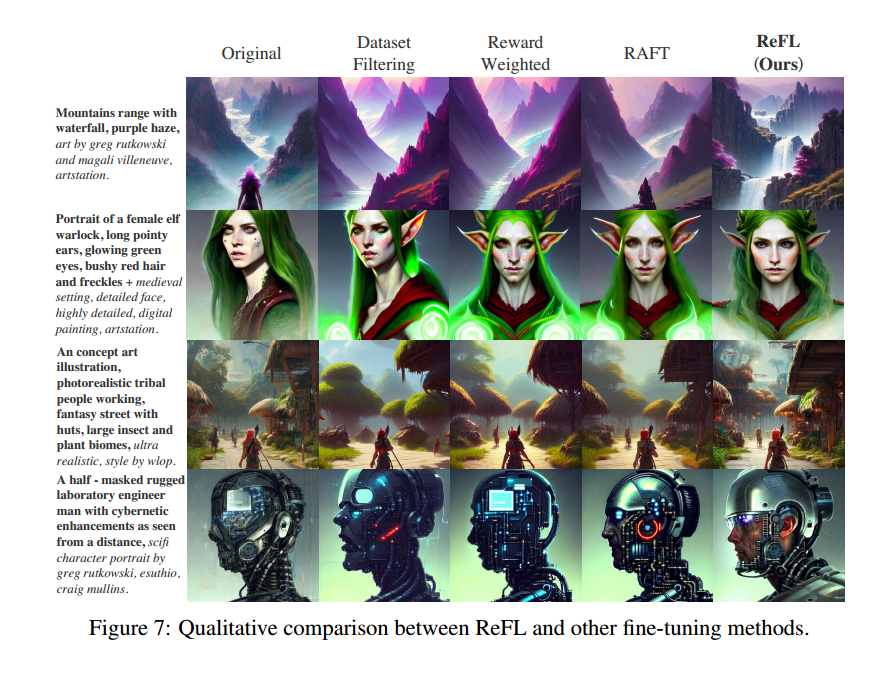 Original
Dataset
Filtering
Reward
Weighted
RAFT
ReFL
(Ours)
Mountains range with
waterfall, purple haze,
art by greg rutkowski
and magali villeneuve,
artstation.
Portrait of a female elf
warlock, long pointy
ears, glowing green
eyes, bushy red hair
and freckles + medieval
setting, detailed face,
highly detailed, digital
painting, artstation.
An concept art
illustration,
photorealistic tribal
people working,
fantasy street with
huts, large insect and
plant biomes, ultra
realistic, style by wlop.
A half - masked rugged
laboratory engineer
man with cybernetic
enhancements as seen
from a distance, scifi
character portrait by
greg rutkowski, esuthio,
craig mullins.
Figure 7: Qualitative comparison between ReFL and other fine-tuning methods.